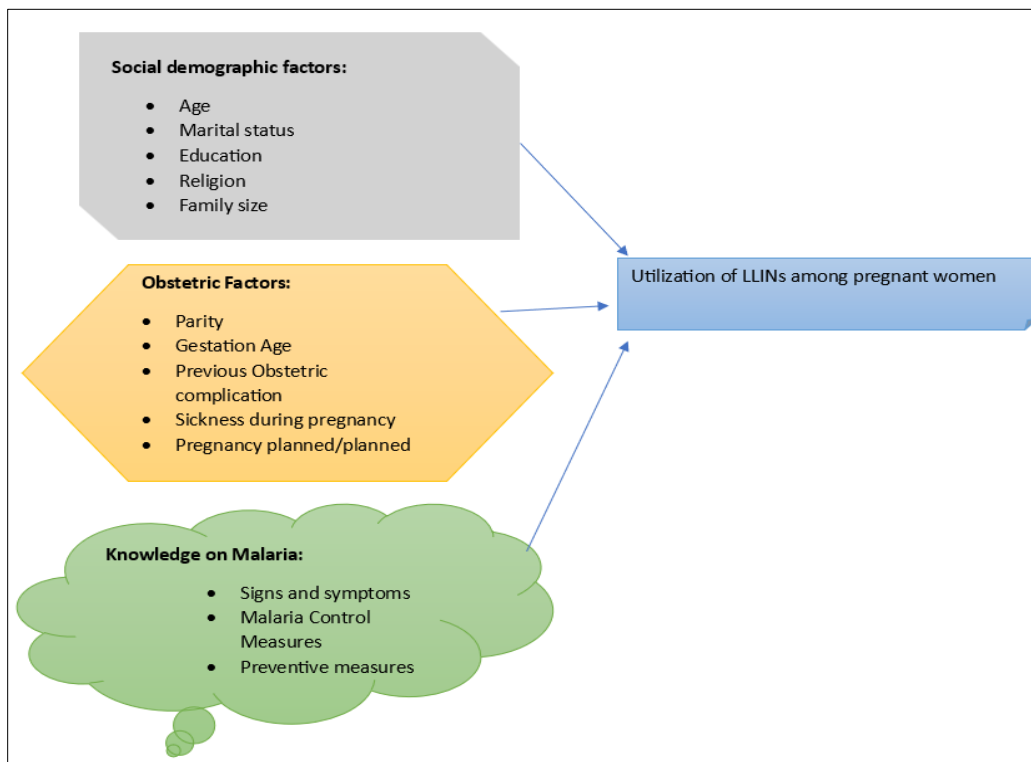 Social demographic factors:
• Age
• Marital status
• Education
• Religion
• Family size
Obstetric Factors:
• Parity
• Gestation Age
• Previous Obstetric
complication
• Sickness during pregnancy
• Pregnancy planned/planned
Knowledge on Malaria:
• Signs and symptoms
• Malaria Control
Measures
• Preventive measures
Utilization of LLINs among pregnant women